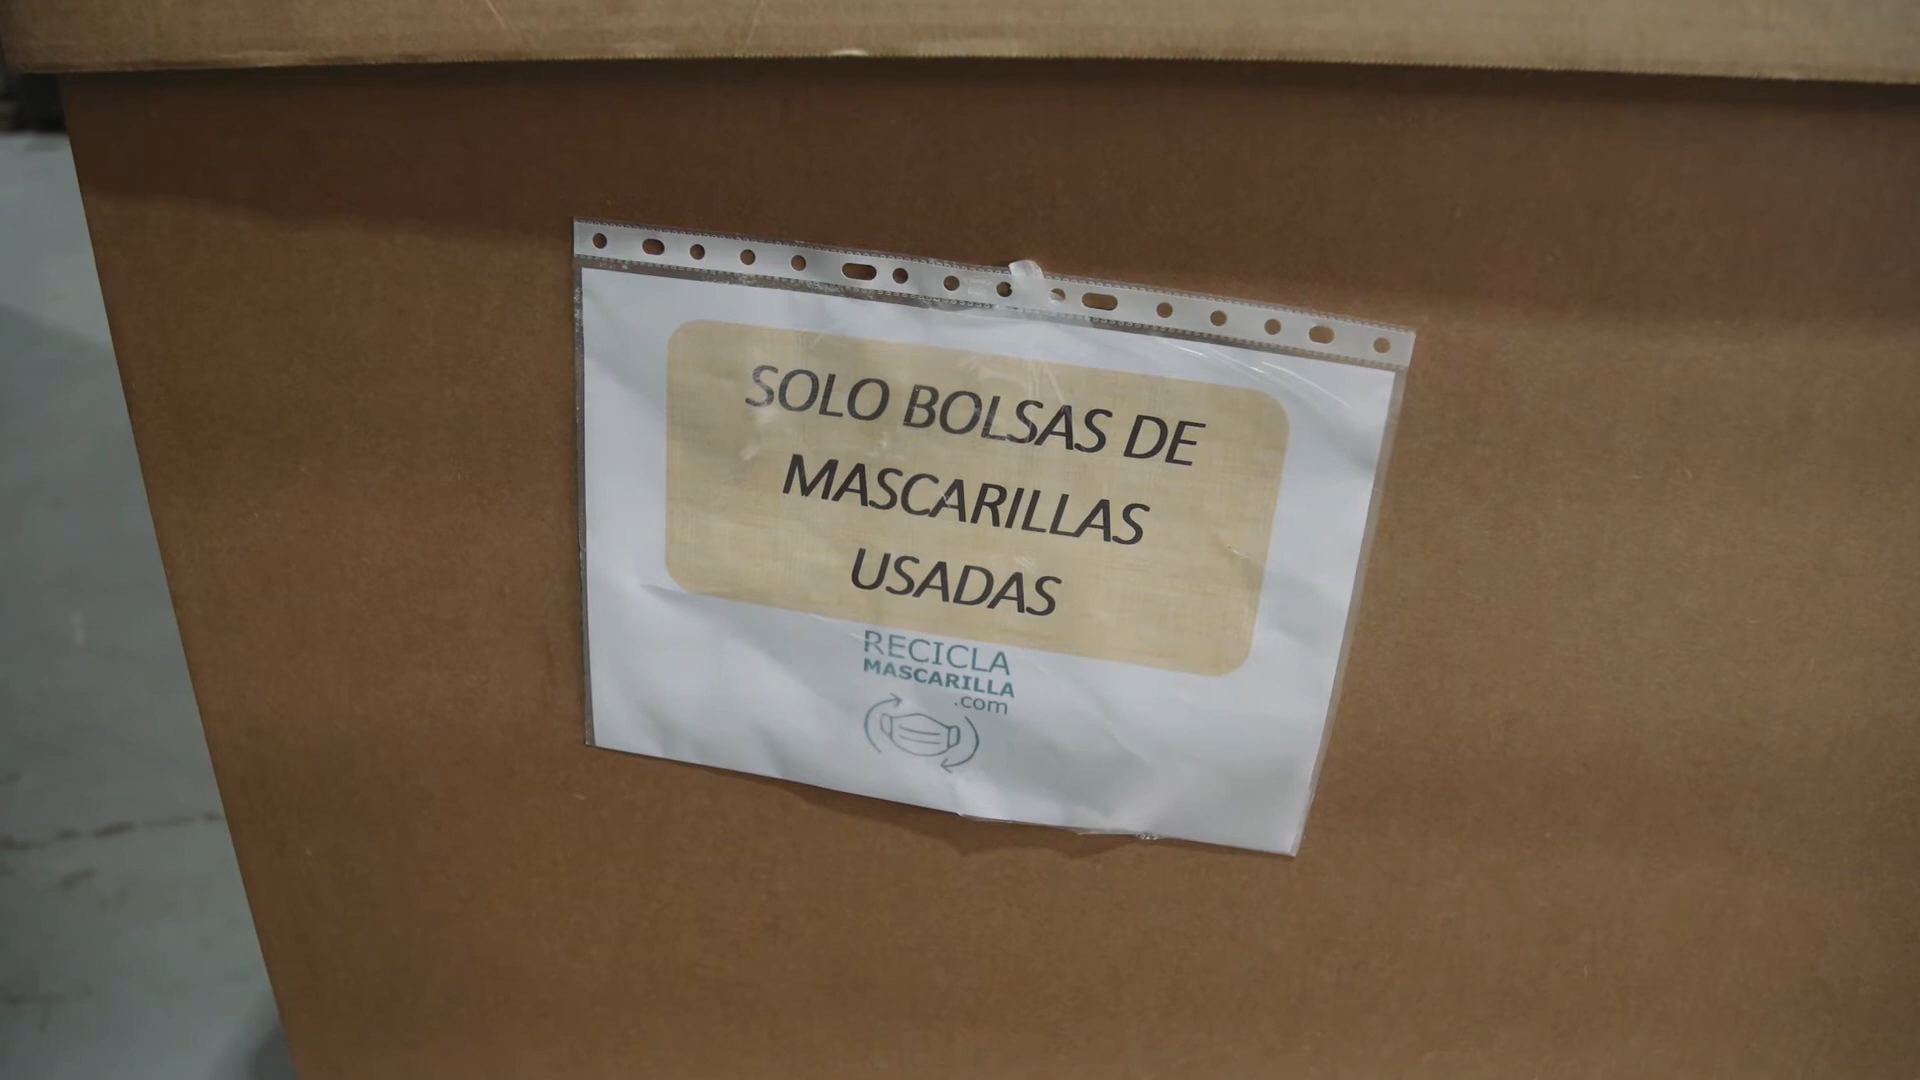 SOLO BOLSAS DE
MASCARILLAS
USADAS
RECICLA
MASCARILLA
.com